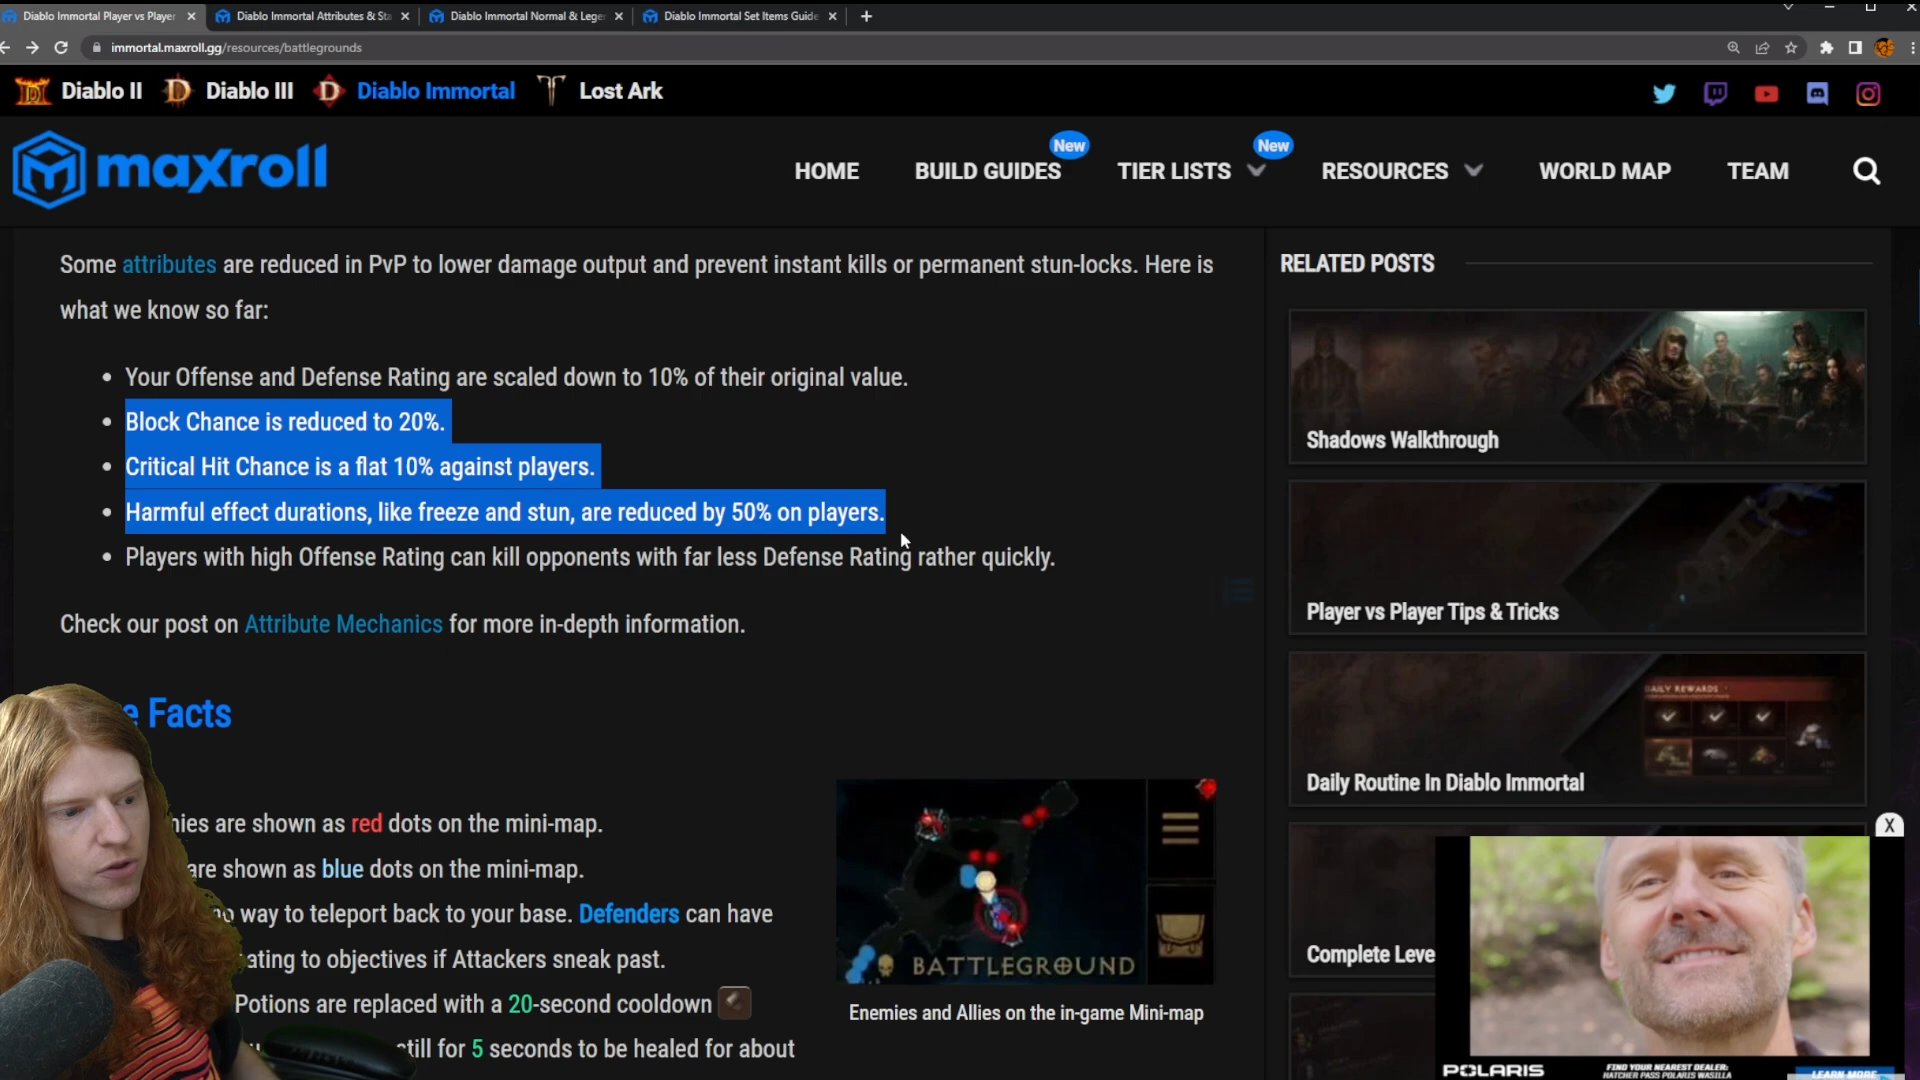 Diablo Immortal Player vs Player
Diablo Immortal Attributes & Sta
Diablo Immortal Normal & Lege
Diablo Immortal Set Items Guide
immortal.maxroll.gg/resources/battlegrounds
Diablo II
Diablo III
Diablo Immortal
Lost Ark
maxroll
HOME
BUILD GUIDES
New
TIER LISTS
New
RESOURCES
WORLD MAP
TEAM
Some attributes are reduced in PvP to lower damage output and prevent instant kills or permanent stun-locks. Here is
what we know so far:
• Your Offense and Defense Rating are scaled down to 10% of their original value.
• Block Chance is reduced to 20%.
• Critical Hit Chance is a flat 10% against players.
• Harmful effect durations, like freeze and stun, are reduced by 50% on players.
• Players with high Offense Rating can kill opponents with far less Defense Rating rather quickly.
Check our post on Attribute Mechanics for more in-depth information.
e Facts
nies are shown as red dots on the mini-map.
are shown as blue dots on the mini-map.
no way to teleport back to your base. Defenders can have
ating to objectives if Attackers sneak past.
Potions are replaced with a 20-second cooldown
still for 5 seconds to be healed for about
BATTLEGROUND
Enemies and Allies on the in-game Mini-map
RELATED POSTS
Shadows Walkthrough
Player vs Player Tips & Tricks
DAILY REWARDS
Daily Routine In Diablo Immortal
Complete Leve
X
POLARIS
FIND YOUR NEAREST DEALER:
HATCHER PASS POLARIS WASILLA
LEARN MORE